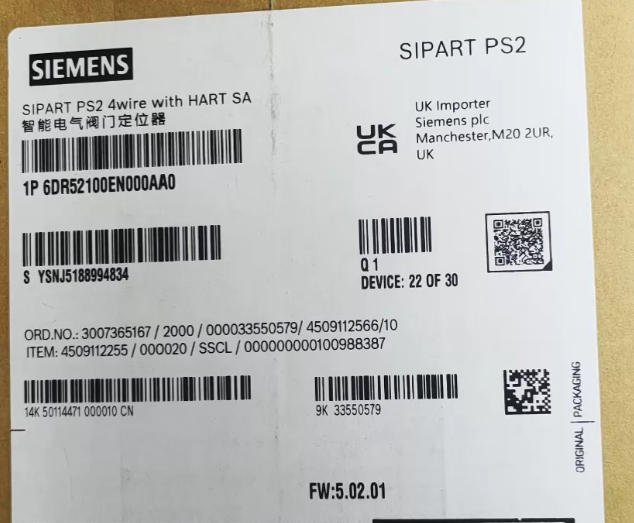 SIEMENS
SIPART PS2
SIPART PS2 4wire with HART SA
智能电气阀门定位器
1P 6DR52100EN000AA0
UK
CA
UK Importer
Siemens plc
Manchester,M20 2UR,
UK
S YSNJ5188994834
Q 1
DEVICE: 22 OF 30
ORD.NO.: 3007365167 / 2000 / 000033550579/ 4509112566/10
ITEM: 4509112255 / 000020 / SSCL / 000000000100988387
14K 50114471 000010 CN
9K 33550579
ORIGINAL | PACKAGING
FW:5.02.01